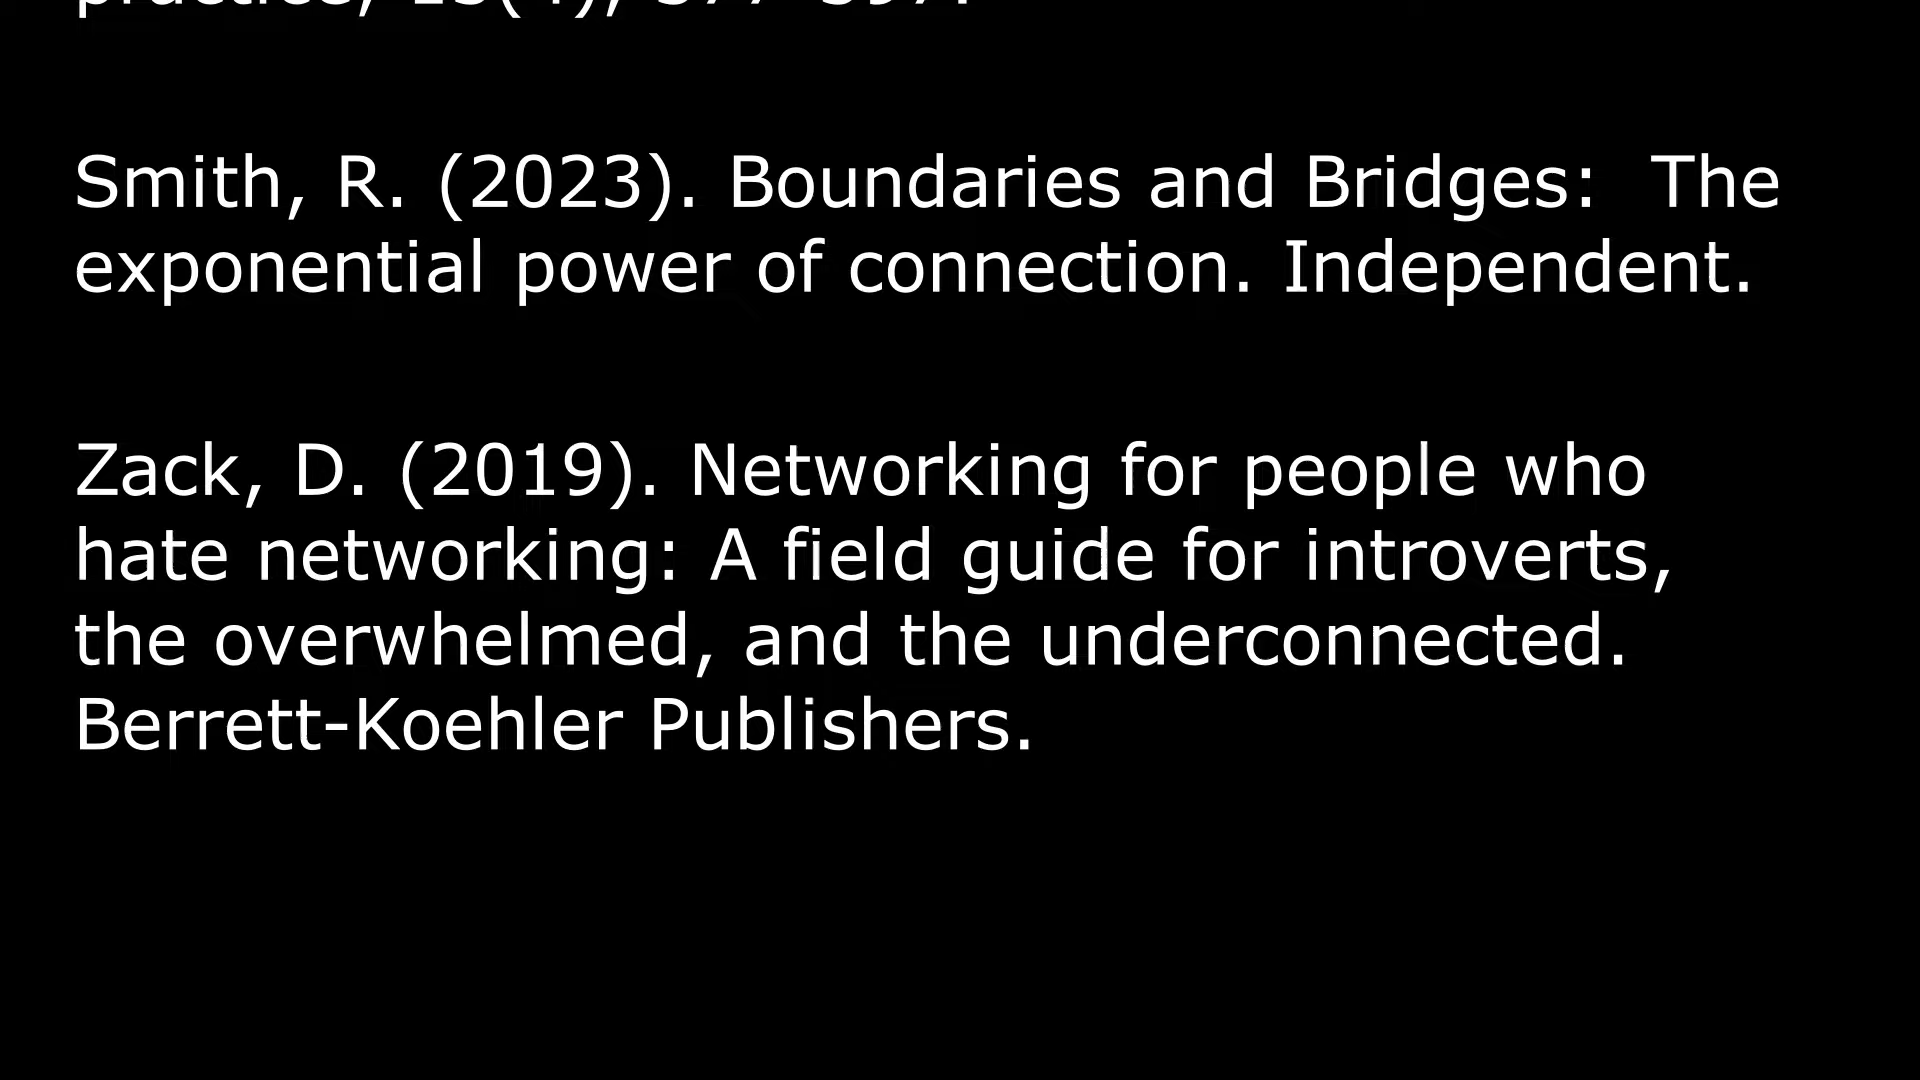 Smith, R. (2023). Boundaries and Bridges:  The
exponential power of connection. Independent.
Zack, D. (2019). Networking for people who
hate networking: A field guide for introverts,
the overwhelmed, and the underconnected.
Berrett-Koehler Publishers.